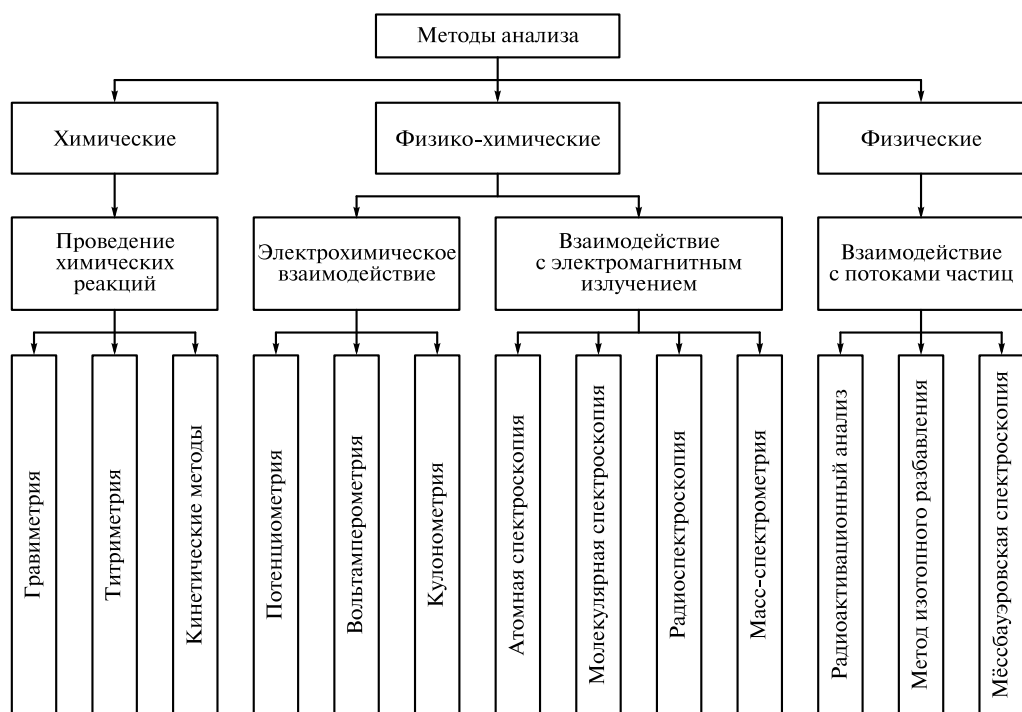 Методы анализа
Химические
Физико-химические
Физические
Проведение
химических
реакций
Электрохимическое
взаимодействие
Взаимодействие
с электромагнитным
излучением
Взаимодействие
с потоками частиц
Гравиметрия
Титриметрия
Кинетические методы
Потенциометрия
Вольтамперометрия
Кулонометрия
Атомная спектроскопия
Молекулярная спектроскопия
Радиоспектроскопия
Масс-спектрометрия
Радиоактивационный анализ
Метод изотопного разбавления
Мёссбауэровская спектроскопия